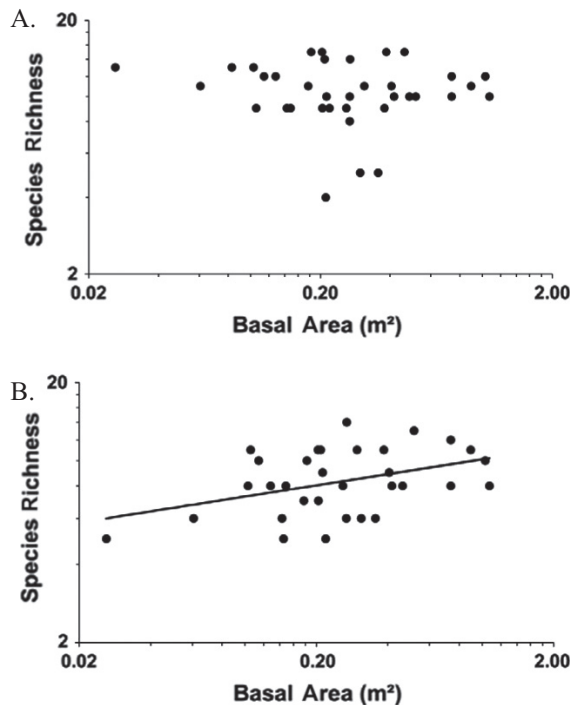 A.
20
Species Richness
2
0.02 0.20 2.00
Basal Area (m²)
B.
20
Species Richness
2
0.02 0.20 2.00
Basal Area (m²)